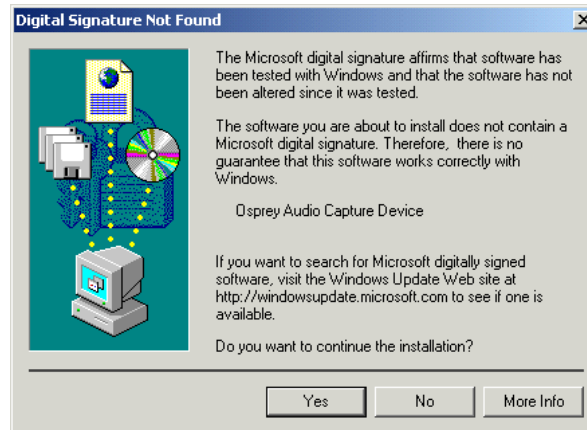 Digital Signature Not Found
The Microsoft digital signature affirms that software has
been tested with Windows and that the software has not
been altered since it was tested.
The software you are about to install does not contain a
Microsoft digital signature. Therefore, there is no
guarantee that this software works correctly with
Windows.
Osprey Audio Capture Device
If you want to search for Microsoft digitally signed
software, visit the Windows Update Web site at
http://windowsupdate.microsoft.com to see if one is
available.
Do you want to continue the installation?
Yes No More Info